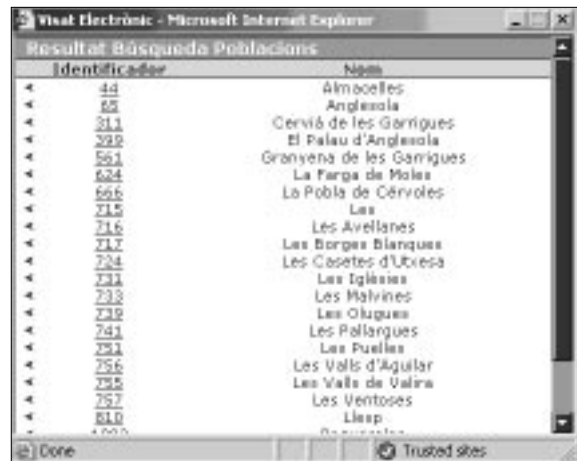 Visat Electrònic - Microsoft Internet Explorer
Resultat Búsqueda Poblacions
Identificador Nom
44 Almacelles
65 Anglesola
311 Cervià de les Garrigues
399 El Palau d'Anglesola
561 Granyena de les Garrigues
624 La Farga de Moles
666 La Pobla de Cérvoles
715 Les
716 Les Avellanes
717 Les Borges Blanques
724 Les Casetes d'Utxesa
731 Les Iglésies
733 Les Malvines
739 Les Olugues
741 Les Pallargues
751 Les Puelles
756 Les Valls d'Aguilar
755 Les Valls de Valira
757 Les Ventoses
810 Llesp
Done Trusted sites